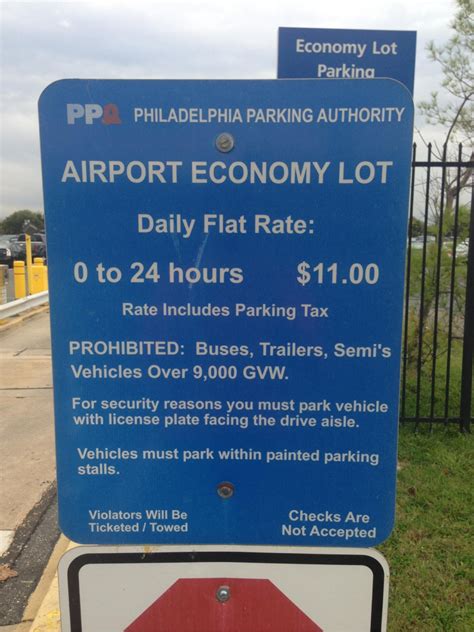 Economy Lot
Parking
PPA PHILADELPHIA PARKING AUTHORITY
AIRPORT ECONOMY LOT
Daily Flat Rate:
0 to 24 hours $11.00
Rate Includes Parking Tax
PROHIBITED: Buses, Trailers, Semi's
Vehicles Over 9,000 GVW.
For security reasons you must park vehicle
with license plate facing the drive aisle.
Vehicles must park within painted parking
stalls.
Violators Will Be
Ticketed / Towed
Checks Are
Not Accepted